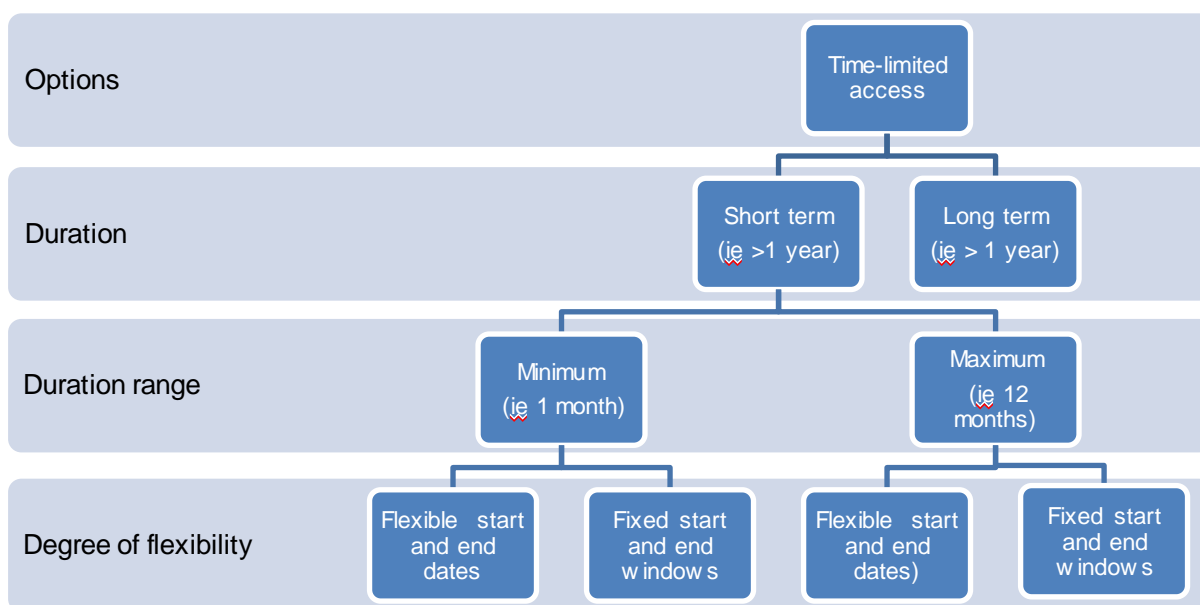 Options
Time-limited
access
Duration
Short term
(ie >1 year)
Long term
(ie > 1 year)
Duration range
Minimum
(ie 1 month)
Maximum
(ie 12
months)
Degree of flexibility
Flexible start
and end
dates
Fixed start
and end
windows
Flexible start
and end
dates)
Fixed start
and end
windows